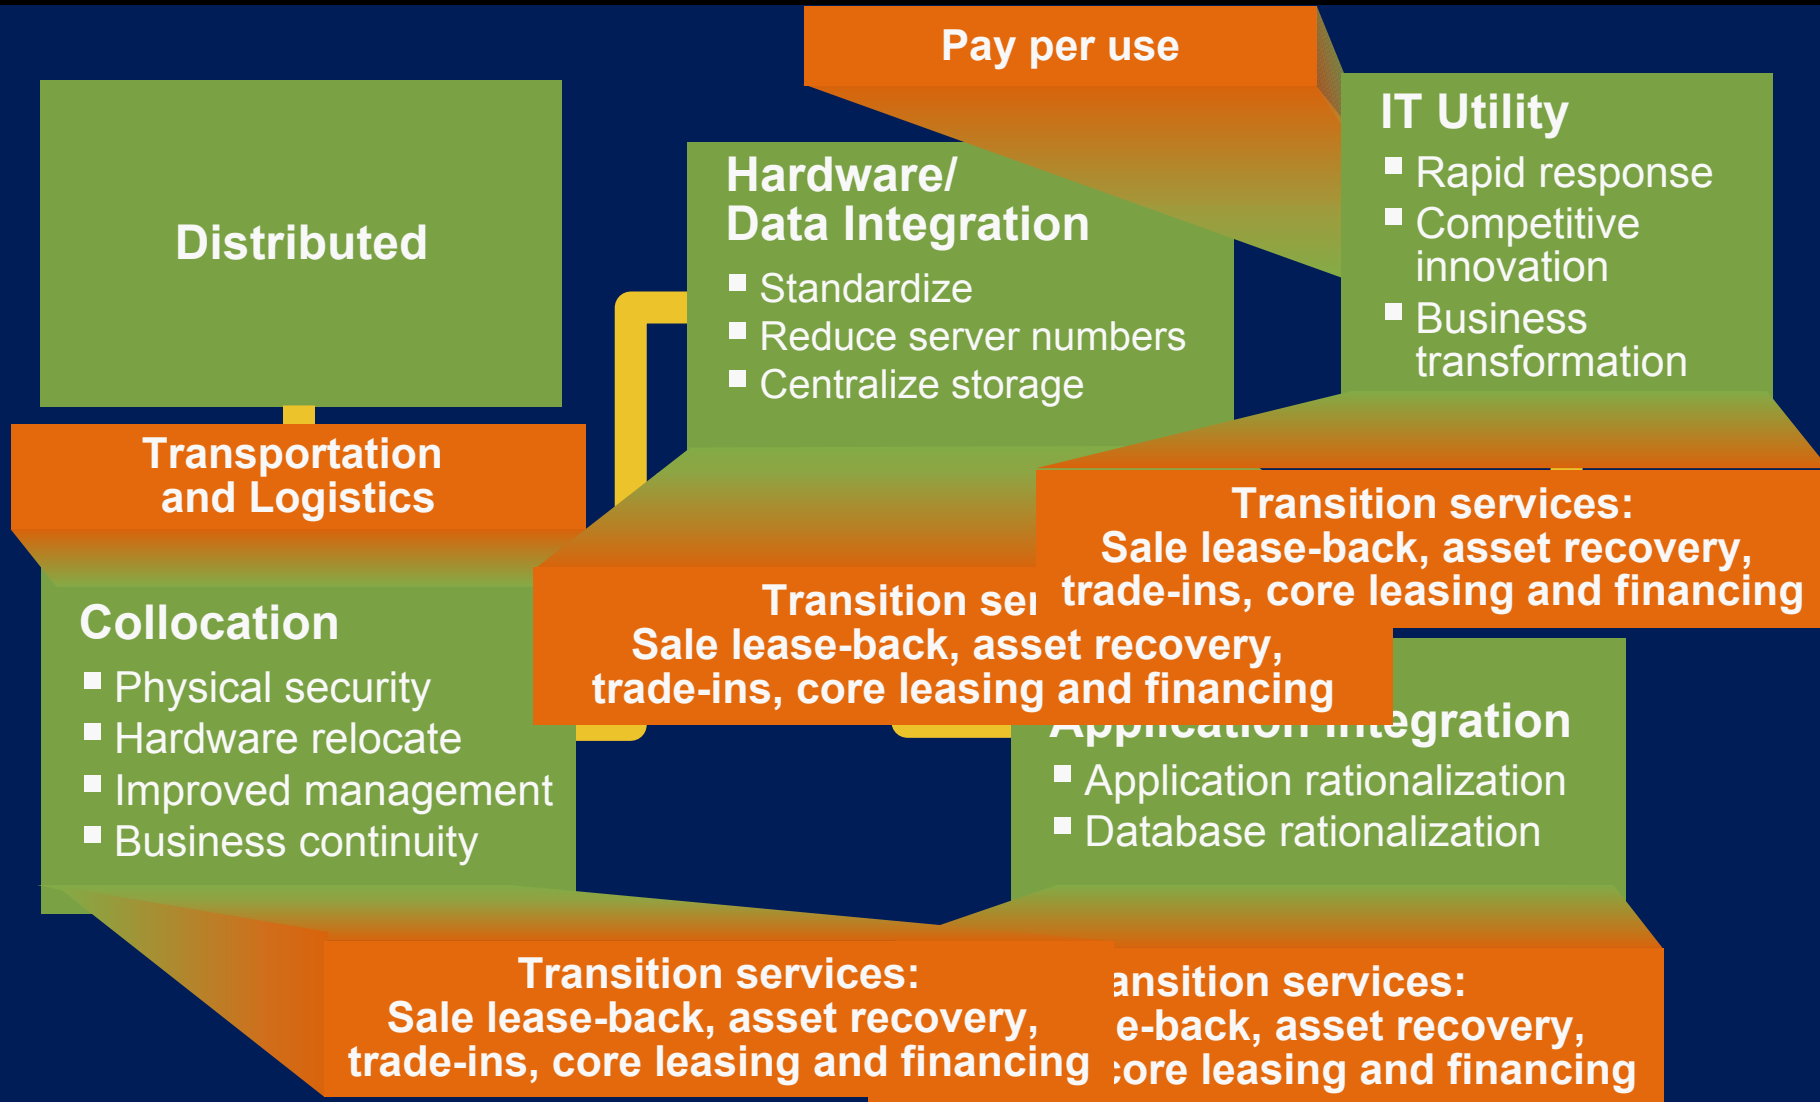 Pay per use
Distributed
Hardware/
Data Integration
Standardize
Reduce server numbers
Centralize storage
IT Utility
Rapid response
Competitive
innovation
Business
transformation
Transportation
and Logistics
Collocation
Physical security
Hardware relocate
Improved management
Business continuity
Transition
Sale lease-back, asset recovery,
trade-ins, core leasing and financing
Transition services:
Sale lease-back, asset recovery,
trade-ins, core leasing and financing
Application Integration
Application rationalization
Database rationalization
Transition services:
Sale lease-back, asset recovery,
trade-ins, core leasing and financing
services:
asset recovery,
core leasing and financing